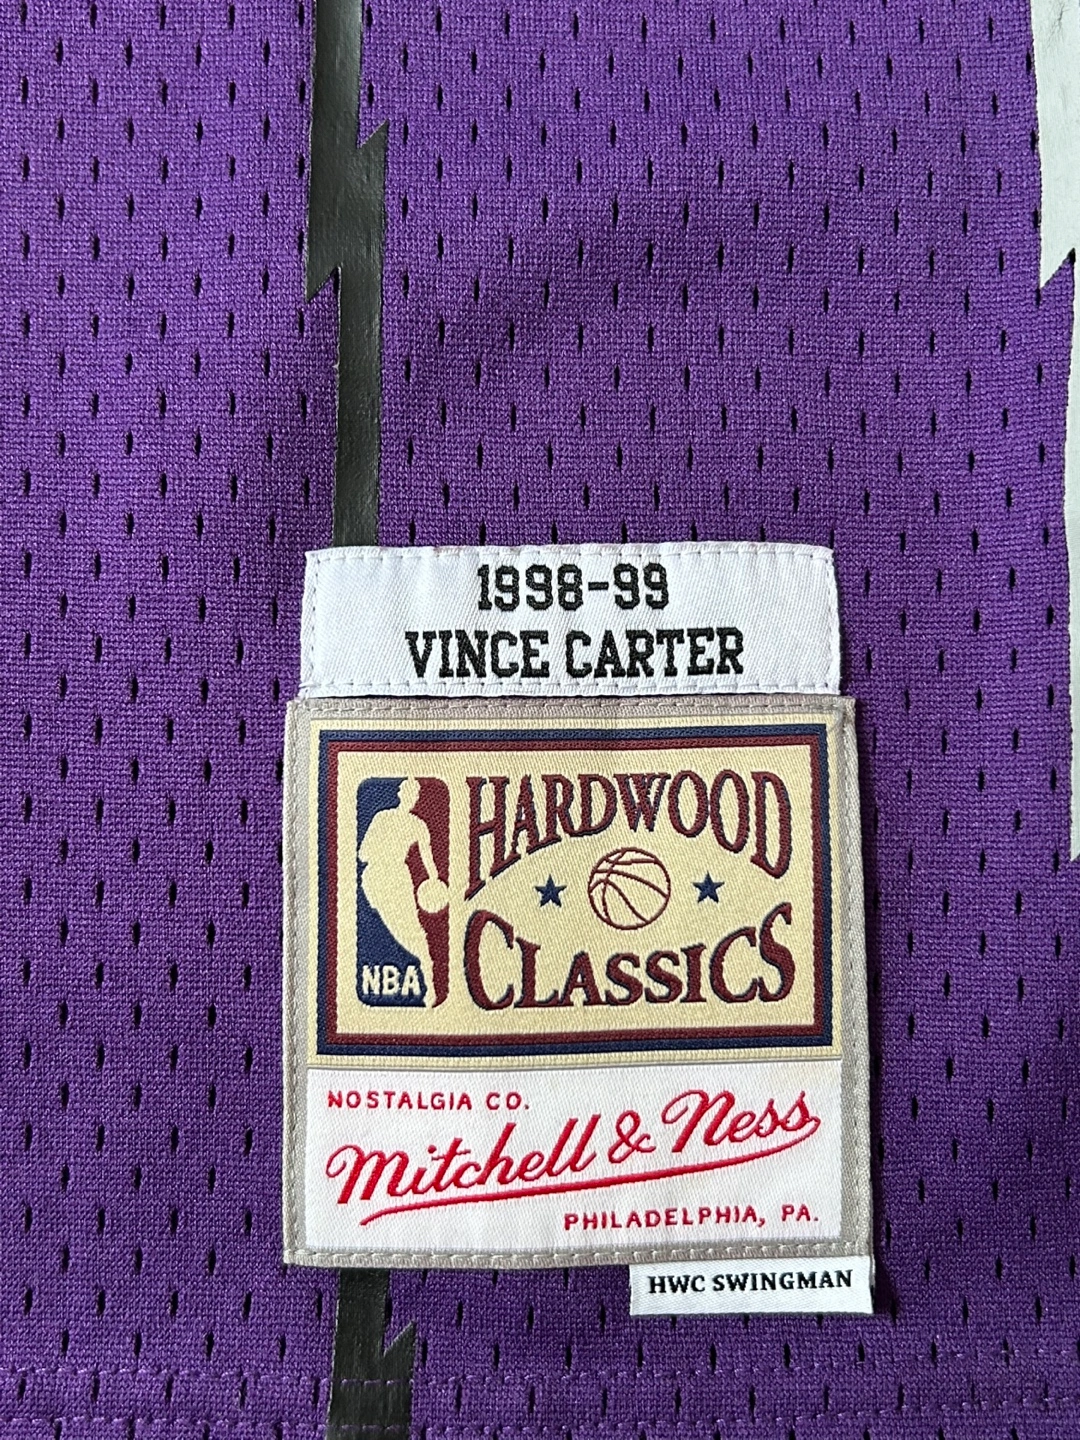 1998-99
VINCE CARTER
HARDWOOD
CLASSICS
NBA
NOSTALGIA CO.
Mitchell & Ness
PHILADELPHIA, PA.
HWC SWINGMAN